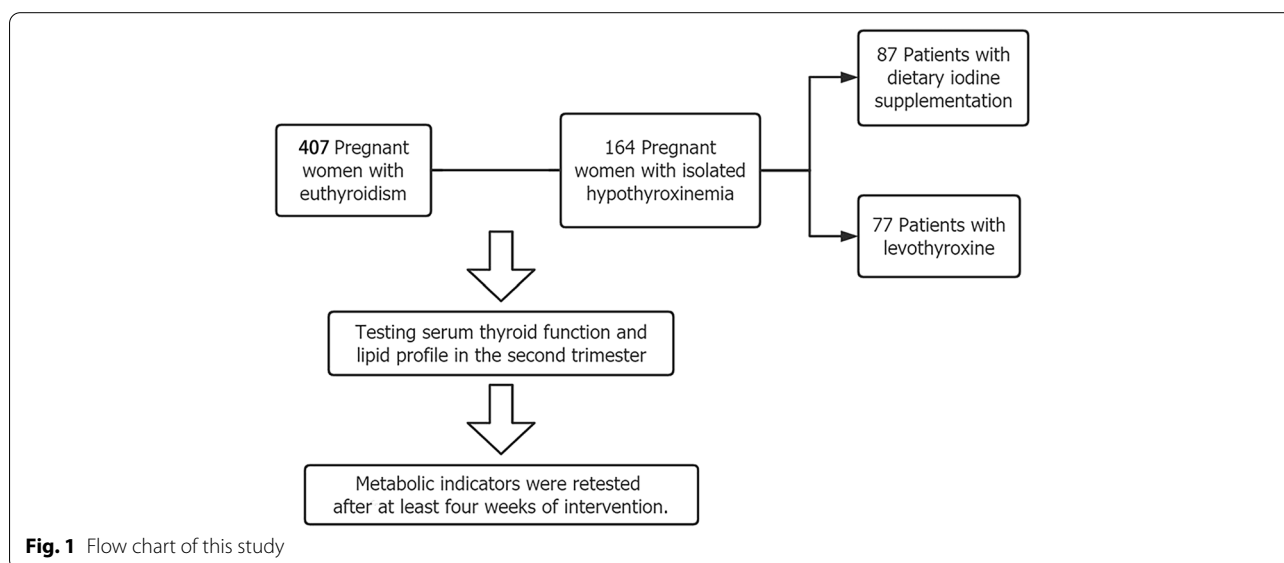 407 Pregnant
women with
euthyroidism
164 Pregnant
women with isolated
hypothyroxinemia
87 Patients with
dietary iodine
supplementation
77 Patients with
levothyroxine
Testing serum thyroid function and
lipid profile in the second trimester
Metabolic indicators were retested
after at least four weeks of intervention.
Fig. 1 Flow chart of this study